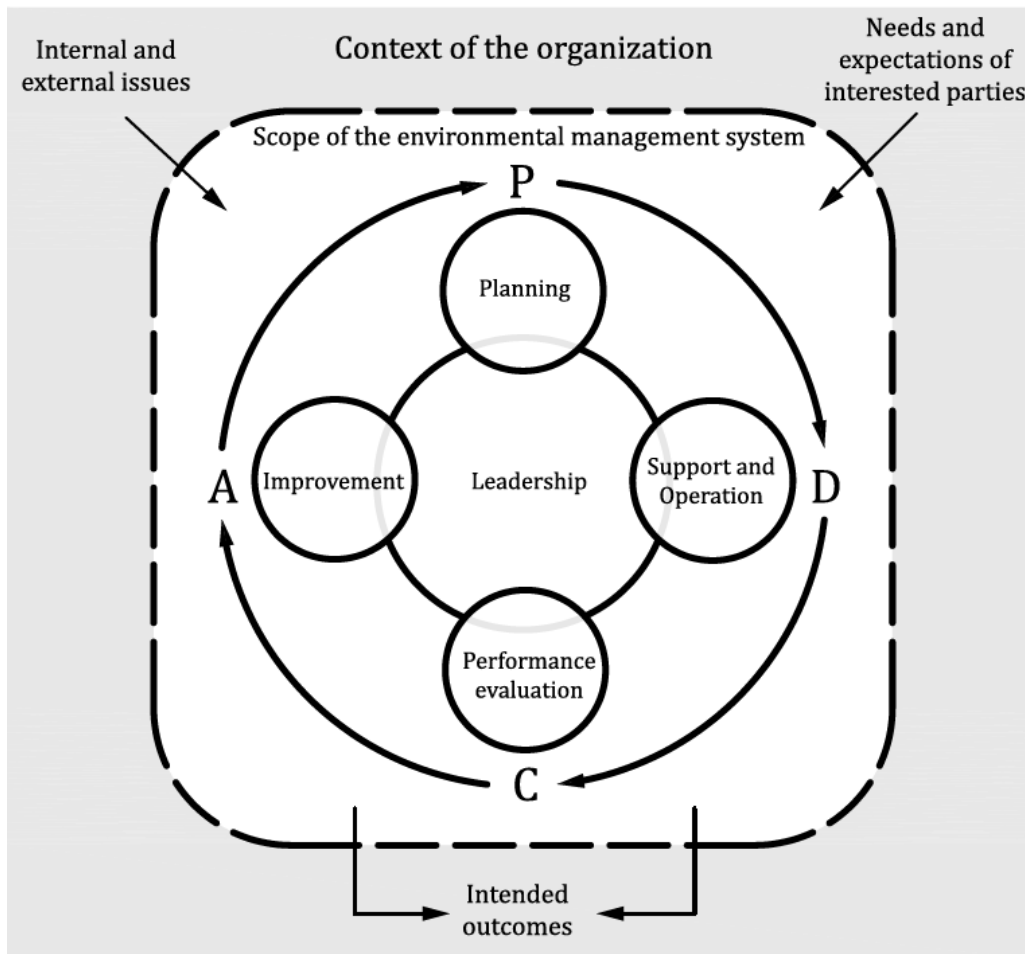 Context of the organization
Internal and
external issues
Needs and
expectations of
interested parties
Scope of the environmental management system
P
Planning
A
Improvement
Leadership
Support and
Operation
D
Performance
evaluation
C
Intended
outcomes